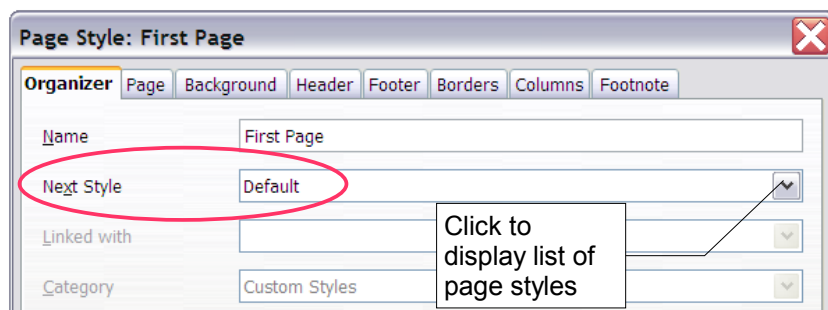 Page Style: First Page
Organizer Page Background Header Footer Borders Columns Footnote
Name First Page
Next Style Default
Linked with
Click to
display list of
page styles
Category Custom Styles